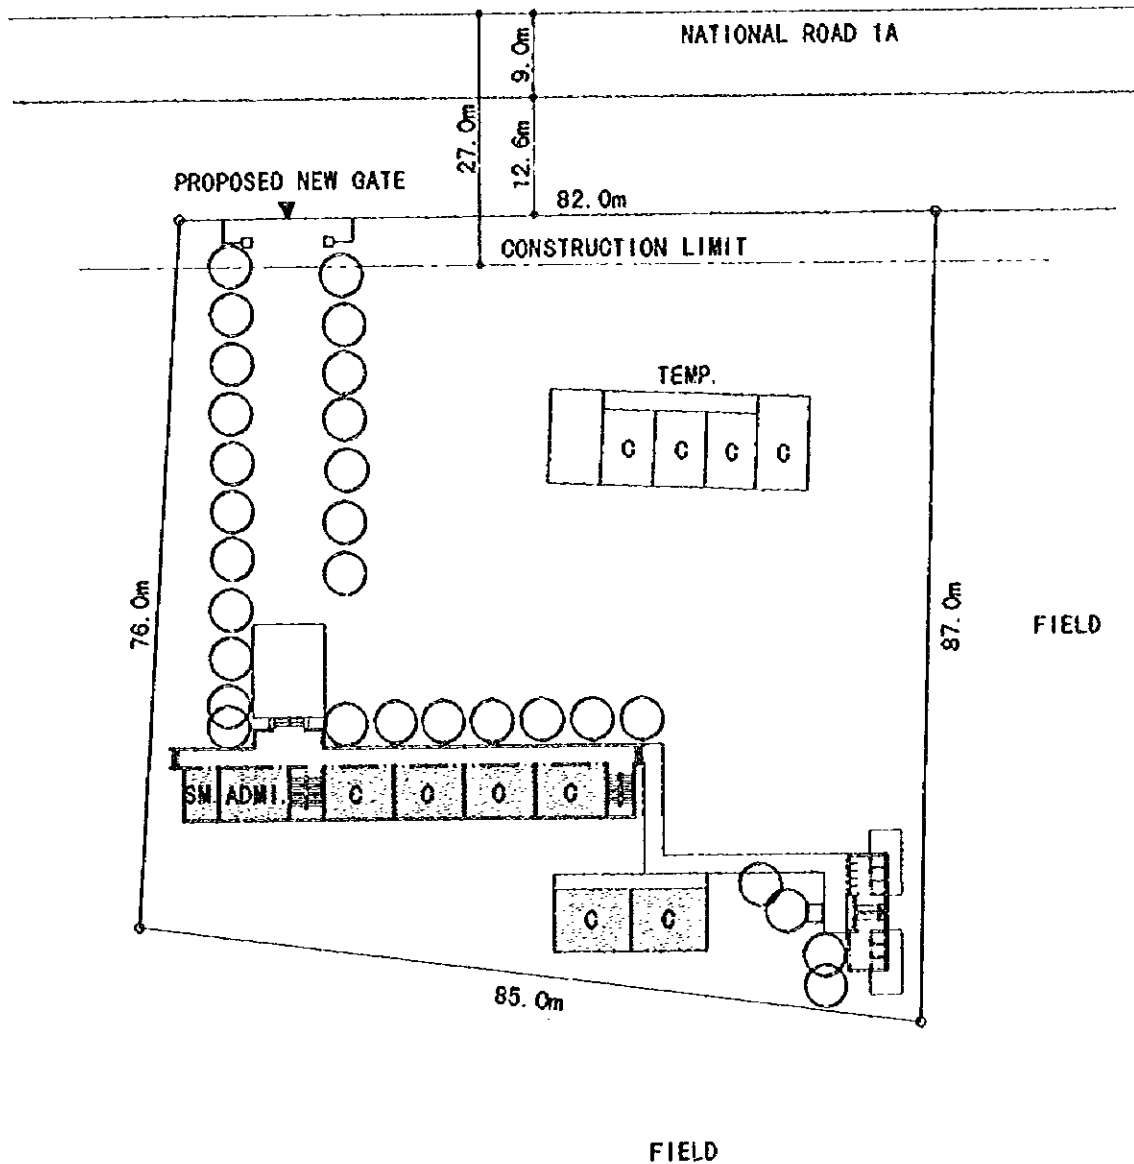 NATIONAL ROAD 1A
9.0m
27.0m
12.6m
PROPOSED NEW GATE
82.0m
CONSTRUCTION LIMIT
TEMP.
C C C C
76.0m
87.0m
FIELD
SM. ADMI. C C C C
C C
85.0m
FIELD